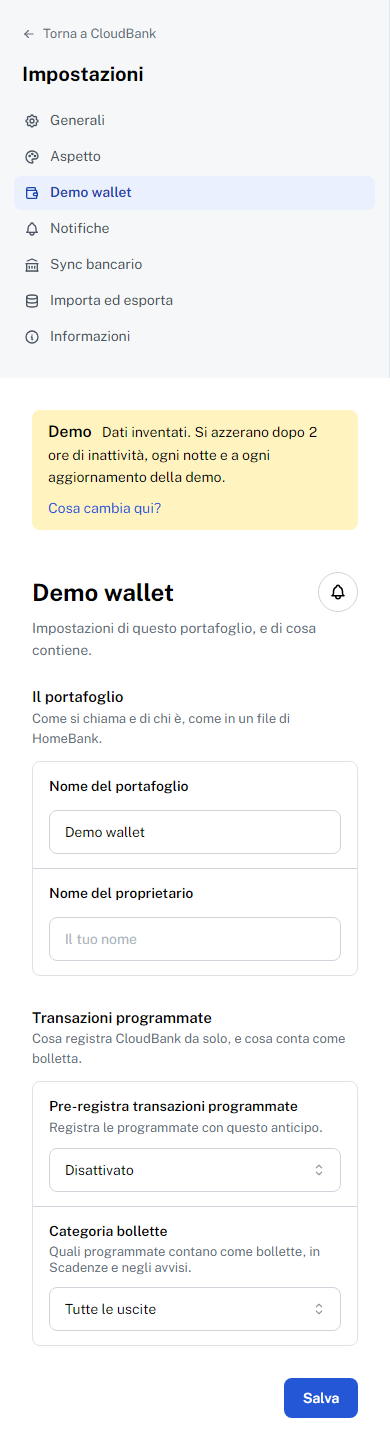 Torna a CloudBank
Impostazioni
Generali
Aspetto
Demo wallet
Notifiche
Sync bancario
Importa ed esporta
Informazioni
Demo Dati inventati. Si azzerano dopo 2
ore di inattività, ogni notte e a ogni
aggiornamento della demo.
Cosa cambia qui?
Demo wallet
Impostazioni di questo portafoglio, e di cosa
contiene.
Il portafoglio
Come si chiama e di chi è, come in un file di
HomeBank.
Nome del portafoglio
Demo wallet
Nome del proprietario
Il tuo nome
Transazioni programmate
Cosa registra CloudBank da solo, e cosa conta come
bolletta.
Pre-registra transazioni programmate
Registra le programmate con questo anticipo.
Disattivato
Categoria bollette
Quali programmate contano come bollette, in
Scadenze e negli avvisi.
Tutte le uscite
Salva